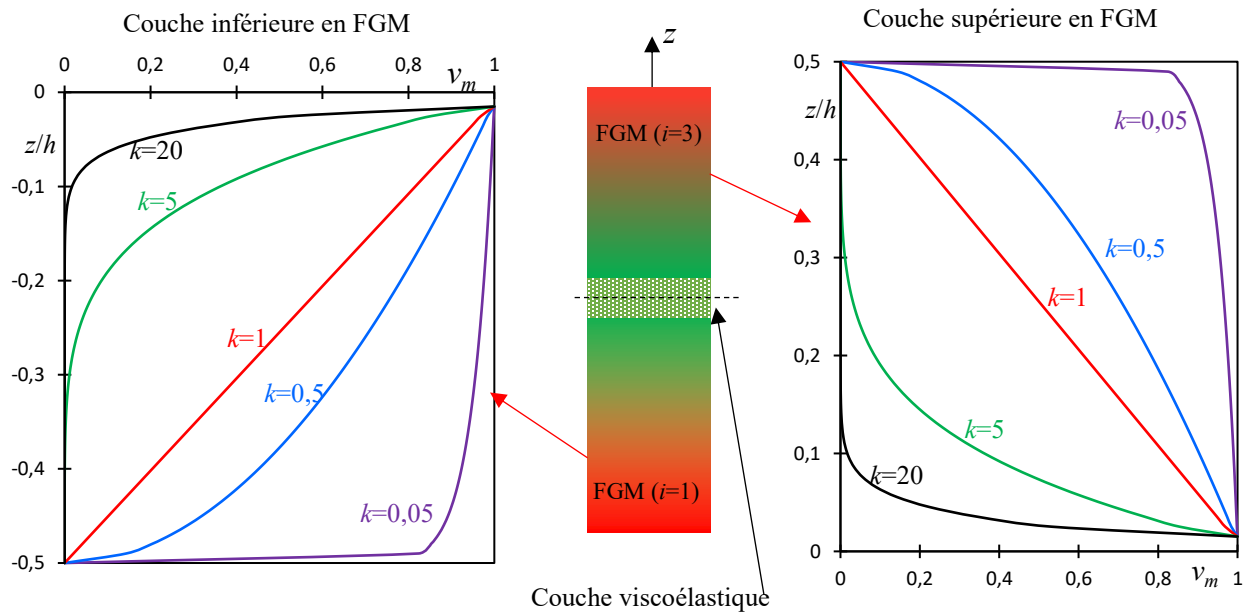 Couche inférieure en FGM
0 0,2 0,4 0,6 0,8 1
v_m
0
z/h
-0,1
-0,2
-0,3
-0,4
-0,5
k=20
k=5
k=1
k=0,5
k=0,05
z
FGM (i=3)
FGM (i=1)
Couche viscoélastique
Couche supérieure en FGM
0,5
z/h
0,4
0,3
0,2
0,1
0
k=0,05
k=0,5
k=1
k=5
k=20
0 0,2 0,4 0,6 0,8 1
v_m